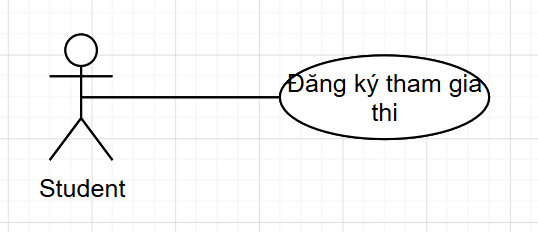 Đăng ký tham gia
thi
Student